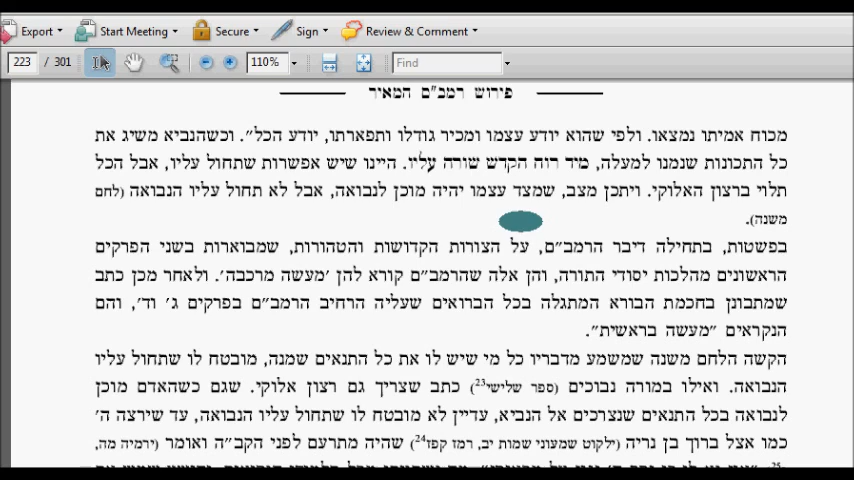 Export Start Meeting Secure Sign Review & Comment
223 / 301 110% Find
פירוש רמב"ם המאיר
מכוח אמיתו נמצאו. ולפי שהוא יודע עצמו ומכיר גודלו ותפארתו, יודע הכל". וכשהנביא משיג את
כל התכונות שנמנו למעלה, מיד רוח הקדש שורה עליו. היינו שיש אפשרות שתחול עליו, אבל הכל
תלוי ברצון האלוקי. ויתכן מצב, שמצד עצמו יהיה מוכן לנבואה, אבל לא תחול עליו הנבואה (לחם
משנה).
בפשטות, בתחילה דיבר הרמב"ם, על הצורות הקדושות והטהורות, שמבוארות בשני הפרקים
הראשונים מהלכות יסודי התורה, והן אלה שהרמב"ם קורא להן 'מעשה מרכבה'. ולאחר מכן כתב
שמתבונן בחכמת הבורא המתגלה בכל הברואים שעליה הרחיב הרמב"ם בפרקים ג' וד', והם
הנקראים "מעשה בראשית".
הקשה הלחם משנה שמשמע מדבריו כל מי שיש לו את כל התנאים שמנה, מובטח לו שתחול עליו
הנבואה. ואילו במורה נבוכים (ספר שלישי23) כתב שצריך גם רצון אלוקי. שגם כשהאדם מוכן
לנבואה בכל התנאים שנצרכים אל הנביא, עדיין לא מובטח לו שתחול עליו הנבואה, עד שירצה ה'
כמו אצל ברוך בן נריה (ילקוט שמעוני שמות יב, רמז קפז24) שהיה מתרעם לפני הקב"ה ואומר (ירמיה מה,